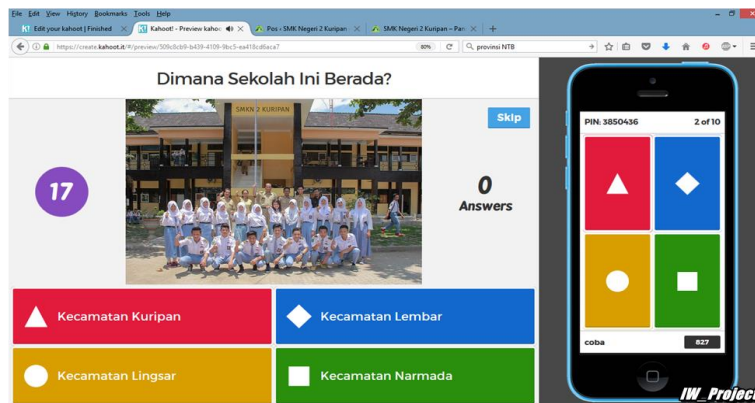 File Edit View History Bookmarks Tools Help
Edit your kahoot | Finished
Kahoot! - Preview kahoo
Pos ‹ SMK Negeri 2 Kuripan
SMK Negeri 2 Kuripan – Pari
https://create.kahoot.it/#/preview/509c8cb9-b439-4109-9bc5-ea418cd6aca7
80%
provinsi NTB
Dimana Sekolah Ini Berada?
SMKN 2 KURIPAN
Skip
17
0
Answers
Kecamatan Kuripan
Kecamatan Lembar
Kecamatan Lingsar
Kecamatan Narmada
PIN: 3850436
2 of 10
coba
827
IW_Project